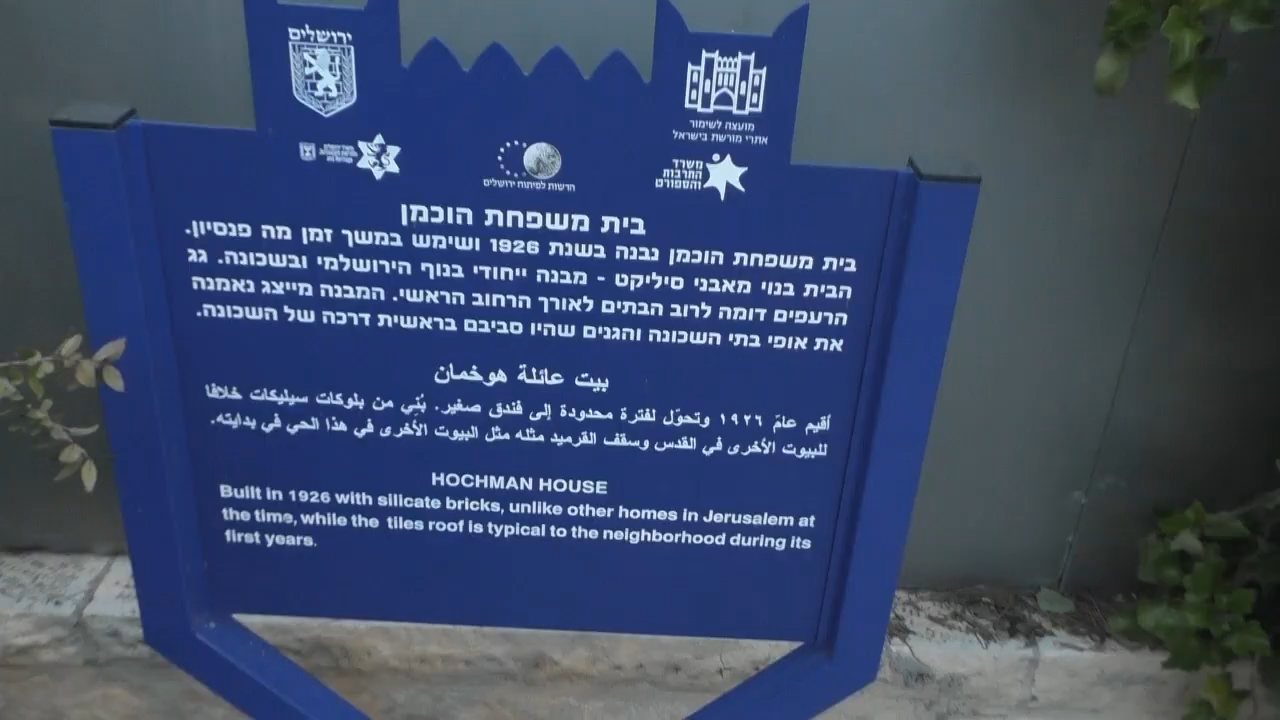 ירושלים
מועצה לשימור
אתרי מורשת בישראל
הרשות לפיתוח ירושלים
משרד
התרבות
והספורט
בית משפחת הוכמן
בית משפחת הוכמן נבנה בשנת 1926 ושימש במשך זמן מה פנסיון.
הבית בנוי מאבני סיליקט - מבנה ייחודי בנוף הירושלמי ובשכונה. גג
הרעפים דומה לרוב הבתים לאורך הרחוב הראשי. המבנה מייצג נאמנה
את אופי בתי השכונה והגנים שהיו סביבם בראשית דרכה של השכונה.
بيت عائلة هوخمان
أقيم عامَ ١٩٢٦ وتحوّل لفترة محدودة إلى فندق صغير. بُني من بلوكات سيليكات خلافا
للبيوت الأخرى في القدس وسقف القرميد مثله مثل البيوت الأخرى في هذا الحي في بدايته.
HOCHMAN HOUSE
Built in 1926 with silicate bricks, unlike other homes in Jerusalem at
the time, while the tiles roof is typical to the neighborhood during its
first years.